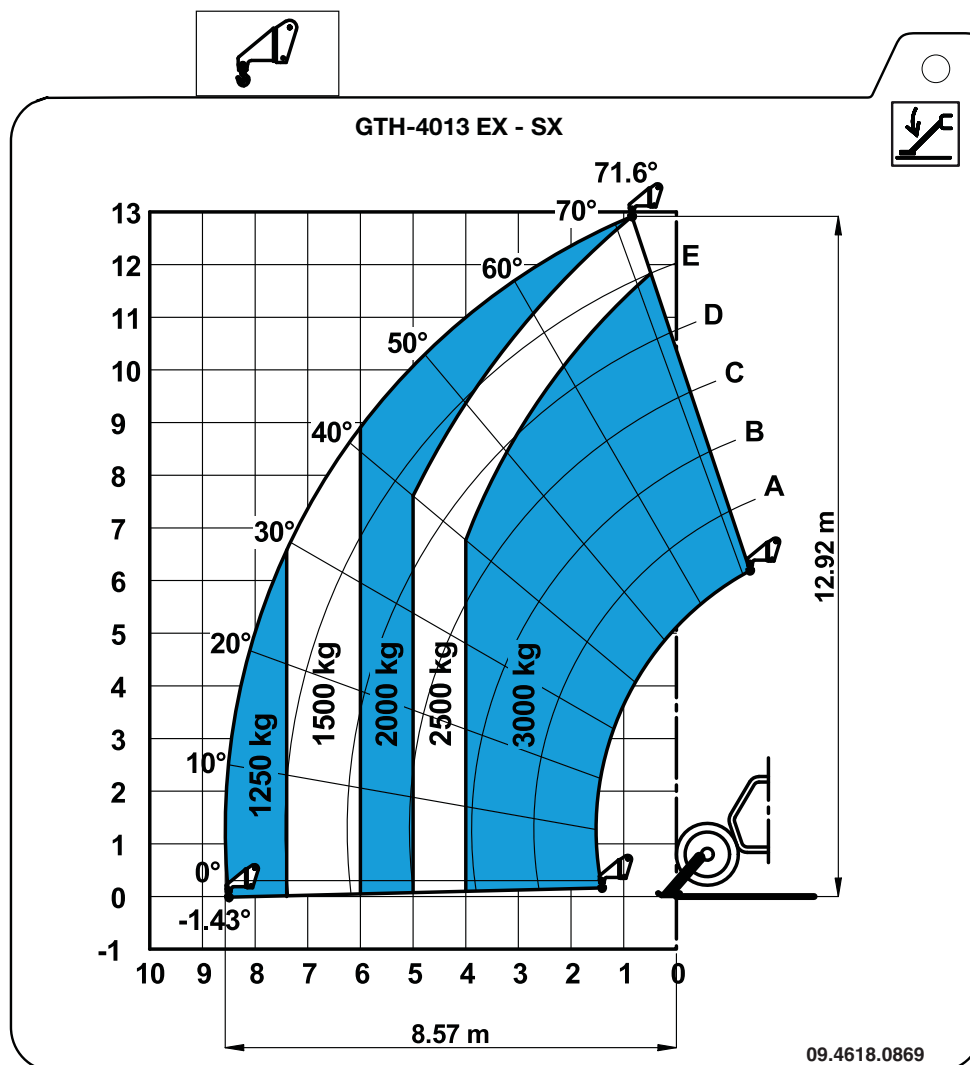 GTH-4013 EX - SX
71.6°
70°
60°
50°
40°
30°
20°
10°
0°
-1.43°
E
D
C
B
A
13
12
11
10
9
8
7
6
5
4
3
2
1
0
-1
10 9 8 7 6 5 4 3 2 1 0
1250 kg
1500 kg
2000 kg
2500 kg
3000 kg
12.92 m
8.57 m
09.4618.0869